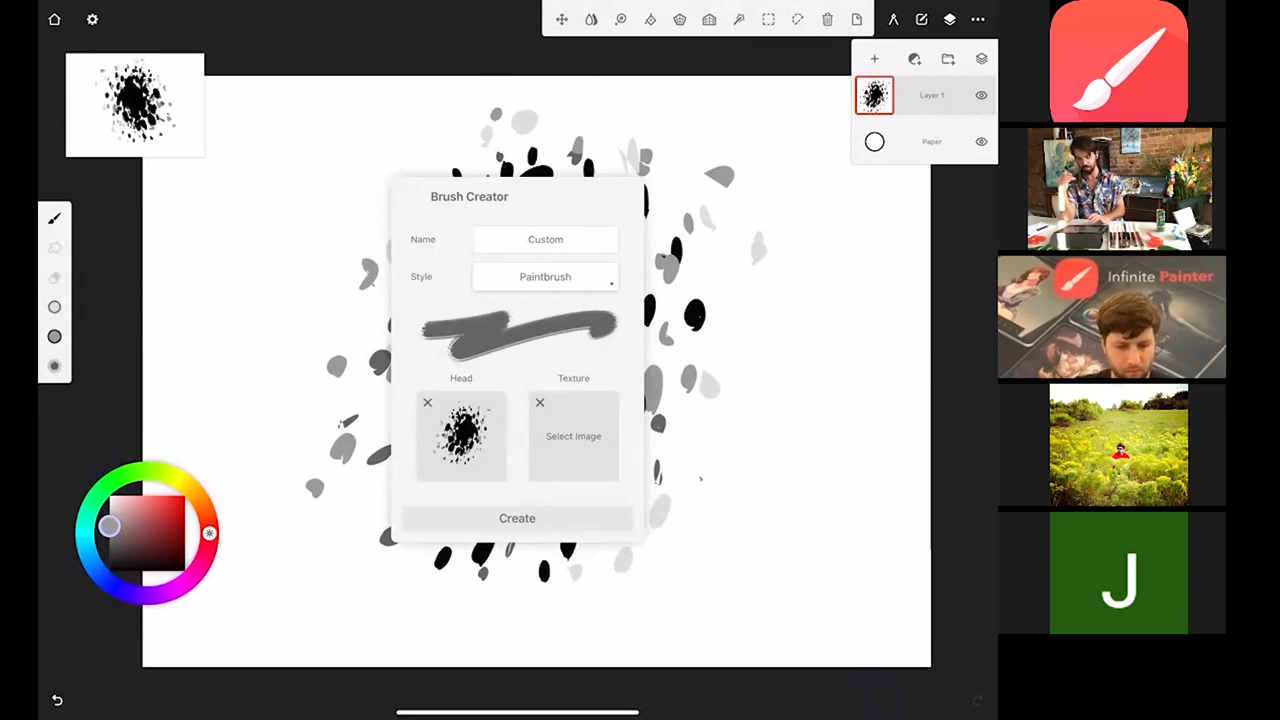 Layer 1
Paper
Brush Creator
Name
Custom
Style
Paintbrush
Head
Texture
Select Image
Create
Infinite Painter
J